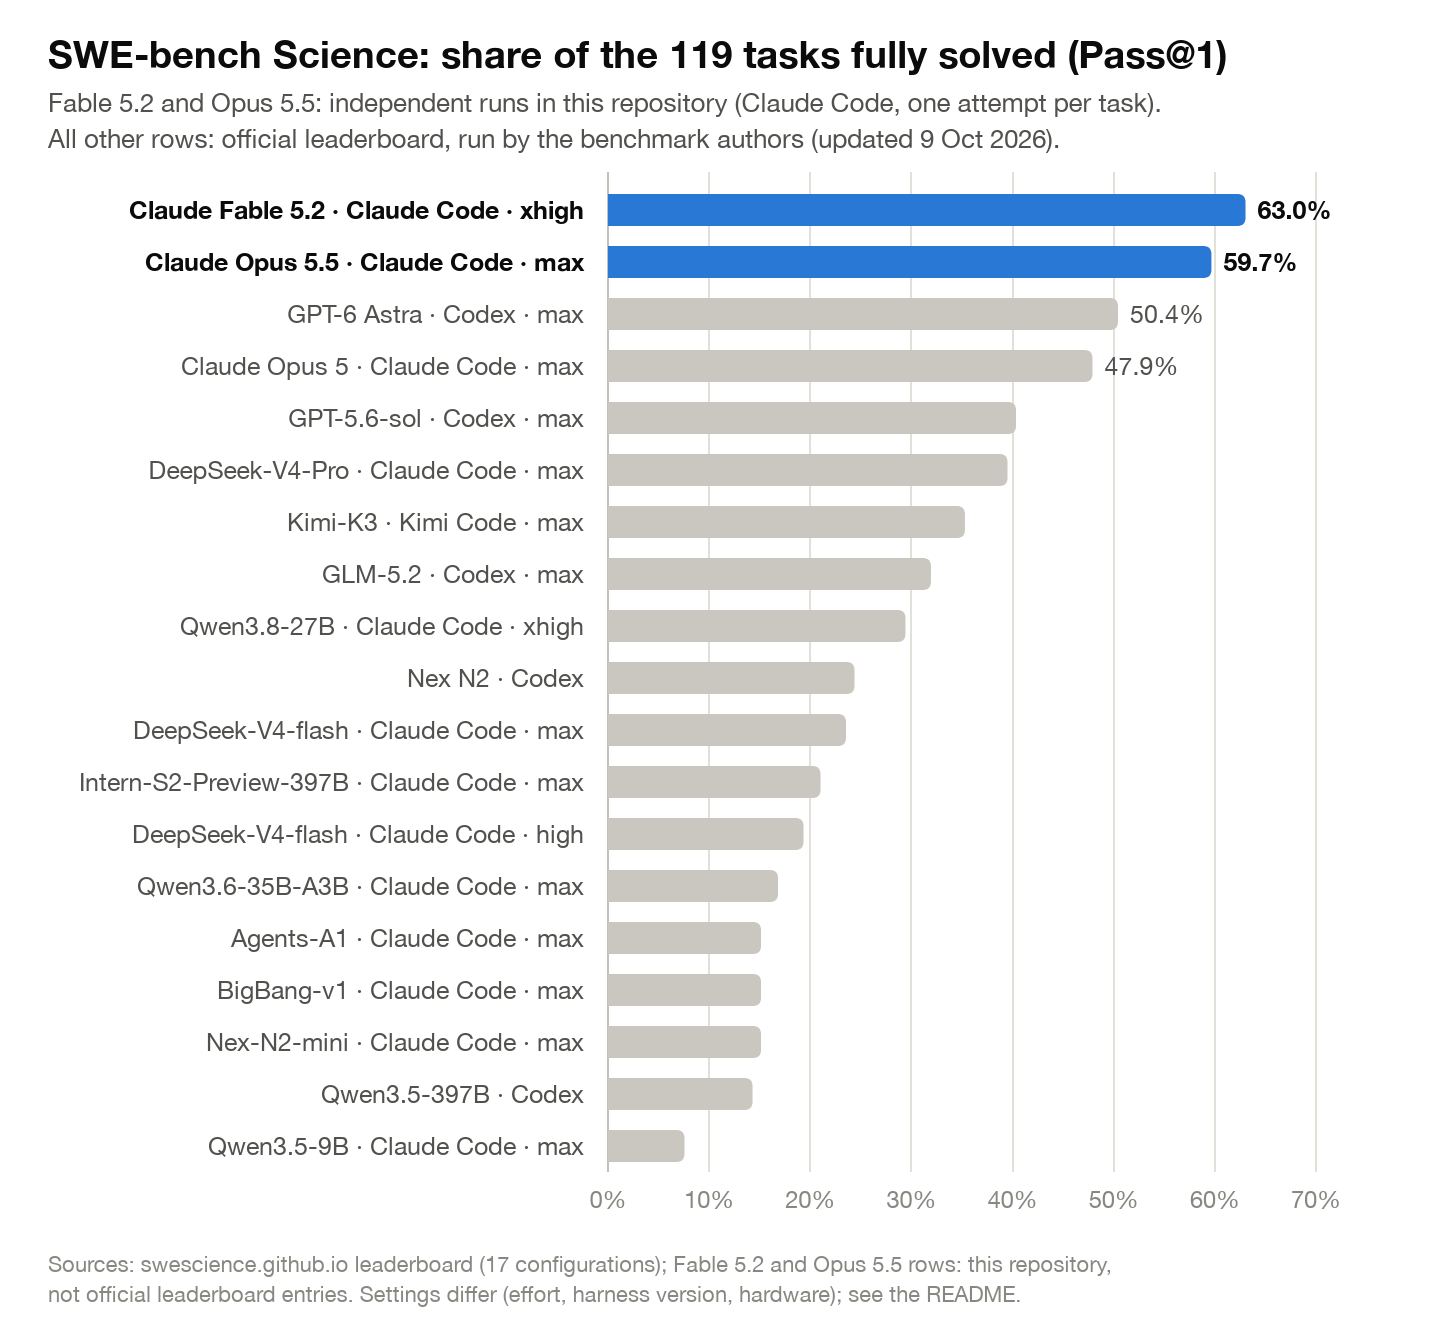 SWE-bench Science: share of the 119 tasks fully solved (Pass@1)
Fable 5.2 and Opus 5.5: independent runs in this repository (Claude Code, one attempt per task).
All other rows: official leaderboard, run by the benchmark authors (updated 9 Oct 2026).
Claude Fable 5.2 · Claude Code · xhigh 63.0%
Claude Opus 5.5 · Claude Code · max 59.7%
GPT-6 Astra · Codex · max 50.4%
Claude Opus 5 · Claude Code · max 47.9%
GPT-5.6-sol · Codex · max
DeepSeek-V4-Pro · Claude Code · max
Kimi-K3 · Kimi Code · max
GLM-5.2 · Codex · max
Qwen3.8-27B · Claude Code · xhigh
Nex N2 · Codex
DeepSeek-V4-flash · Claude Code · max
Intern-S2-Preview-397B · Claude Code · max
DeepSeek-V4-flash · Claude Code · high
Qwen3.6-35B-A3B · Claude Code · max
Agents-A1 · Claude Code · max
BigBang-v1 · Claude Code · max
Nex-N2-mini · Claude Code · max
Qwen3.5-397B · Codex
Qwen3.5-9B · Claude Code · max
0% 10% 20% 30% 40% 50% 60% 70%
Sources: swescience.github.io leaderboard (17 configurations); Fable 5.2 and Opus 5.5 rows: this repository,
not official leaderboard entries. Settings differ (effort, harness version, hardware); see the README.